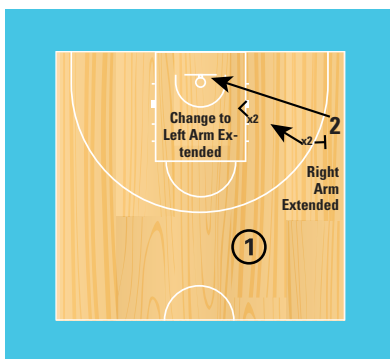 Change to
Left Arm Ex-
tended
x2
2
x2
Right
Arm
Extended
1